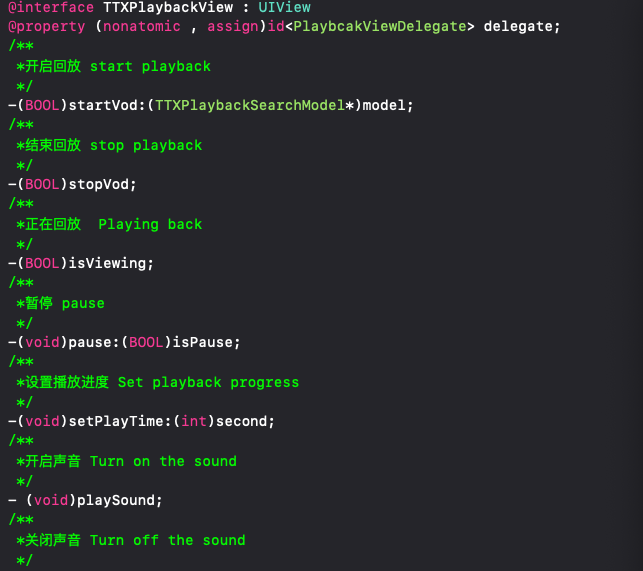 @interface TTXPlaybackView : UIView
@property (nonatomic , assign)id<PlaybcakViewDelegate> delegate;
/**
 *开启回放 start playback
 */
-(BOOL)startVod:(TTXPlaybackSearchModel*)model;
/**
 *结束回放 stop playback
 */
-(BOOL)stopVod;
/**
 *正在回放  Playing back
 */
-(BOOL)isViewing;
/**
 *暂停 pause
 */
-(void)pause:(BOOL)isPause;
/**
 *设置播放进度 Set playback progress
 */
-(void)setPlayTime:(int)second;
/**
 *开启声音 Turn on the sound
 */
- (void)playSound;
/**
 *关闭声音 Turn off the sound
 */